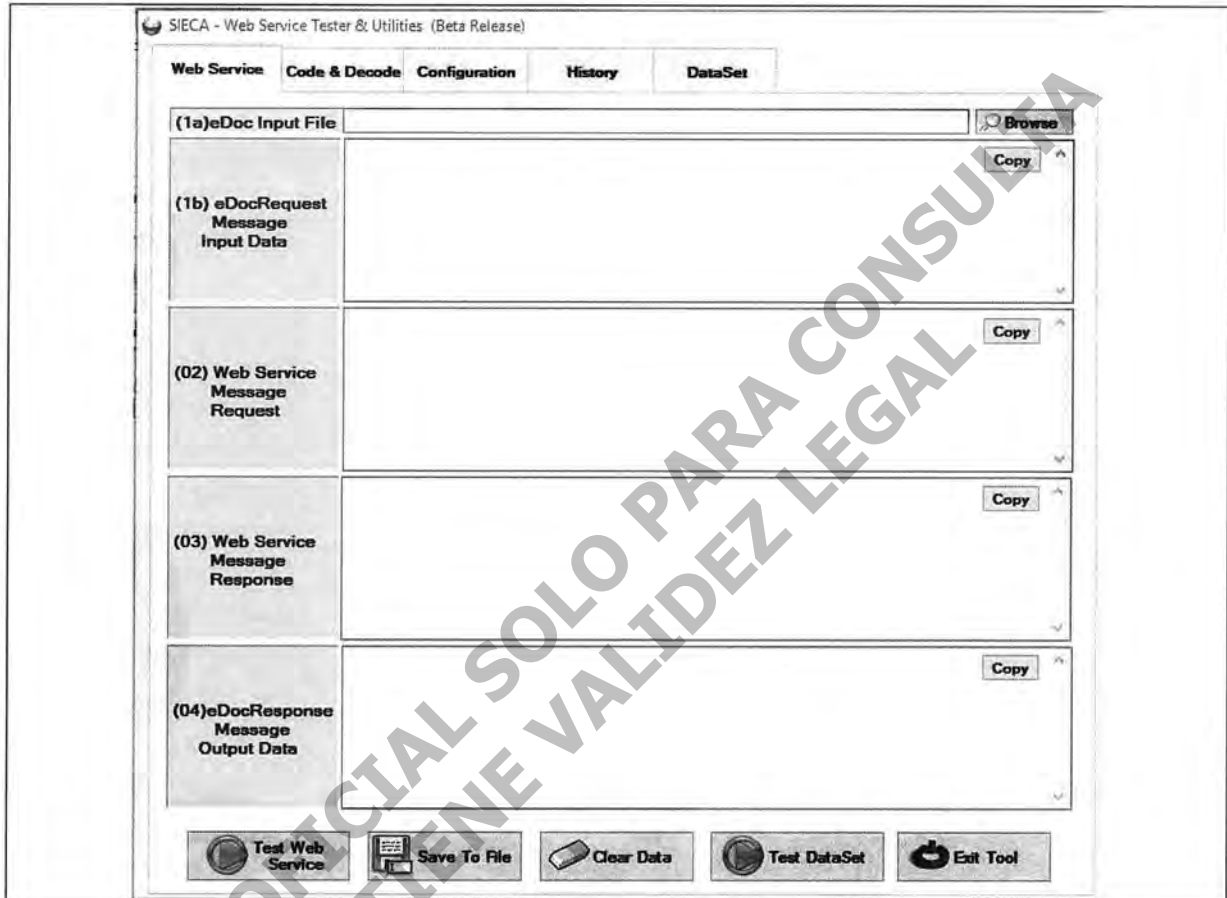 SIECA - Web Service Tester & Utilities (Beta Release)
Web Service Code & Decode Configuration History DataSet
(1a)eDoc Input File Browse
Copy
(1b) eDocRequest
Message
Input Data
Copy
(02) Web Service
Message
Request
Copy
(03) Web Service
Message
Response
Copy
(04)eDocResponse
Message
Output Data
Test Web
Service
Save To File
Clear Data
Test DataSet
Exit Tool
OFICIAL SOLO PARA CONSULTA
TIENE VALIDEZ LEGAL